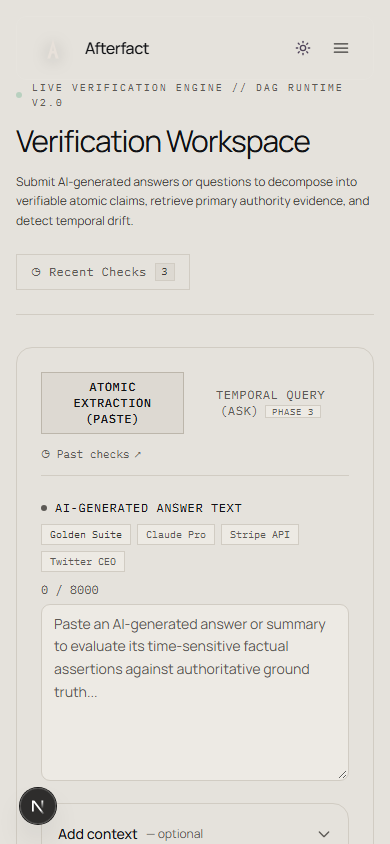 Afterfact
LIVE VERIFICATION ENGINE // DAG RUNTIME
V2.0
Verification Workspace
Submit AI-generated answers or questions to decompose into
verifiable atomic claims, retrieve primary authority evidence, and
detect temporal drift.
Recent Checks 3
ATOMIC
EXTRACTION
(PASTE)
TEMPORAL QUERY
(ASK) PHASE 3
Past checks ↗
AI-GENERATED ANSWER TEXT
Golden Suite Claude Pro Stripe API
Twitter CEO
0 / 8000
Paste an AI-generated answer or summary
to evaluate its time-sensitive factual
assertions against authoritative ground
truth...
N
Add context — optional